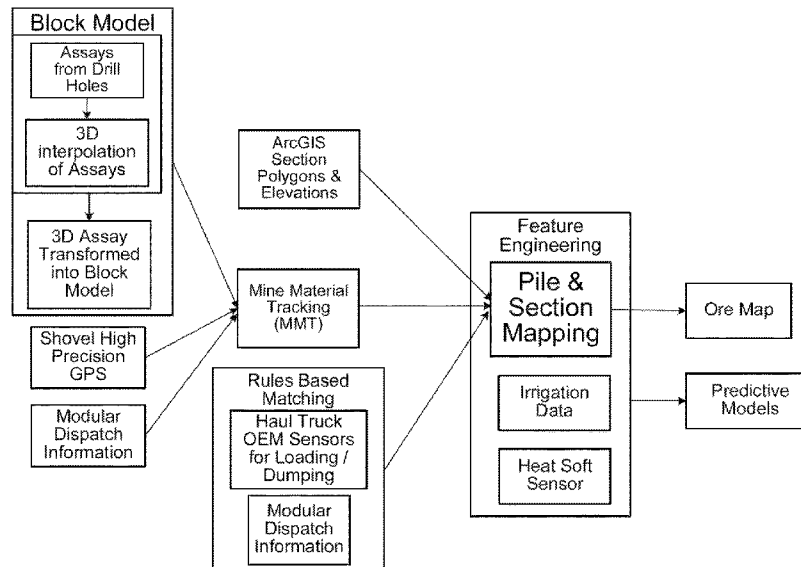 Block Model
Assays
from Drill
Holes
3D
interpolation
of Assays
3D Assay
Transformed
into Block
Model
Shovel High
Precision
GPS
Modular
Dispatch
Information
ArcGIS
Section
Polygons &
Elevations
Mine Material
Tracking
(MMT)
Rules Based
Matching
Haul Truck
OEM Sensors
for Loading /
Dumping
Modular
Dispatch
Information
Feature
Engineering
Pile &
Section
Mapping
Irrigation
Data
Heat Soft
Sensor
Ore Map
Predictive
Models